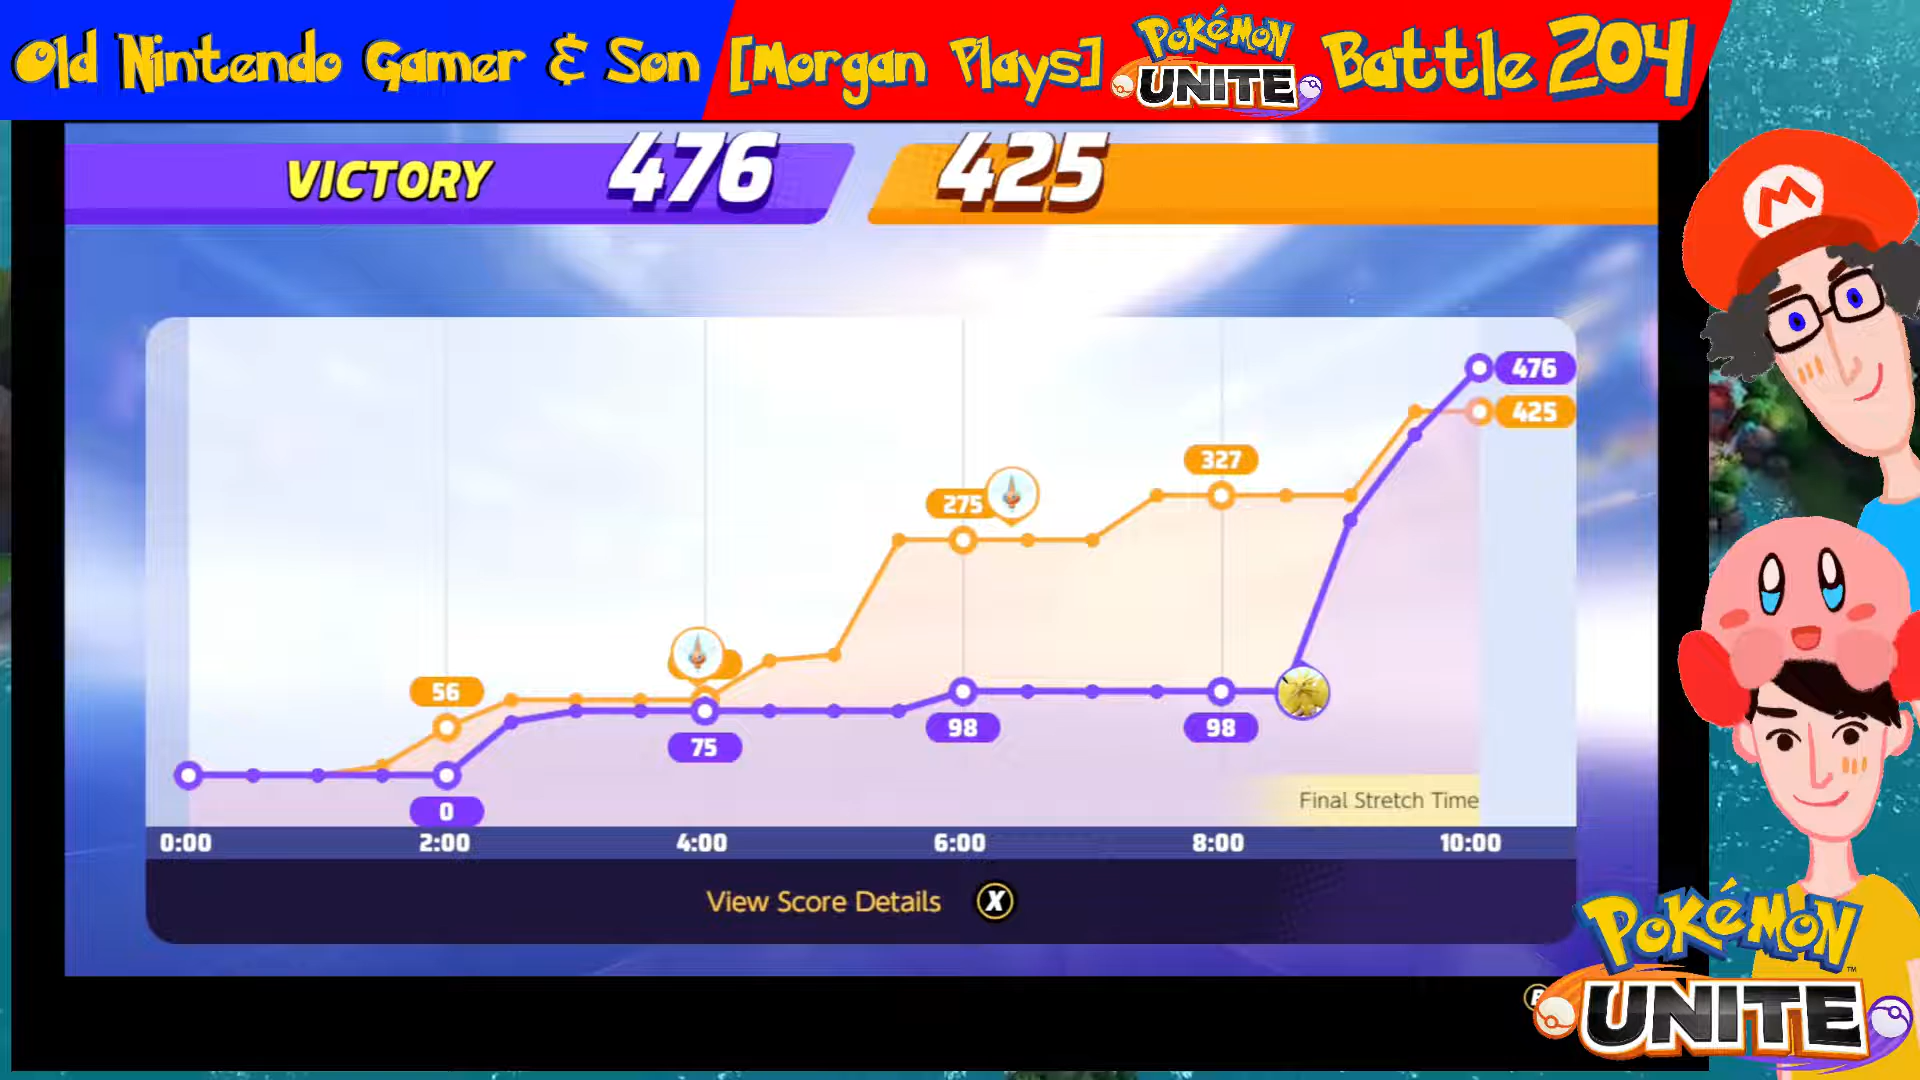 Old Nintendo Gamer & Son [Morgan Plays] POKÉMON UNITE Battle 204
VICTORY 476 425
476
425
327
275
56
75
98
98
0
Final Stretch Time
0:00 2:00 4:00 6:00 8:00 10:00
View Score Details X
POKÉMON
UNITE